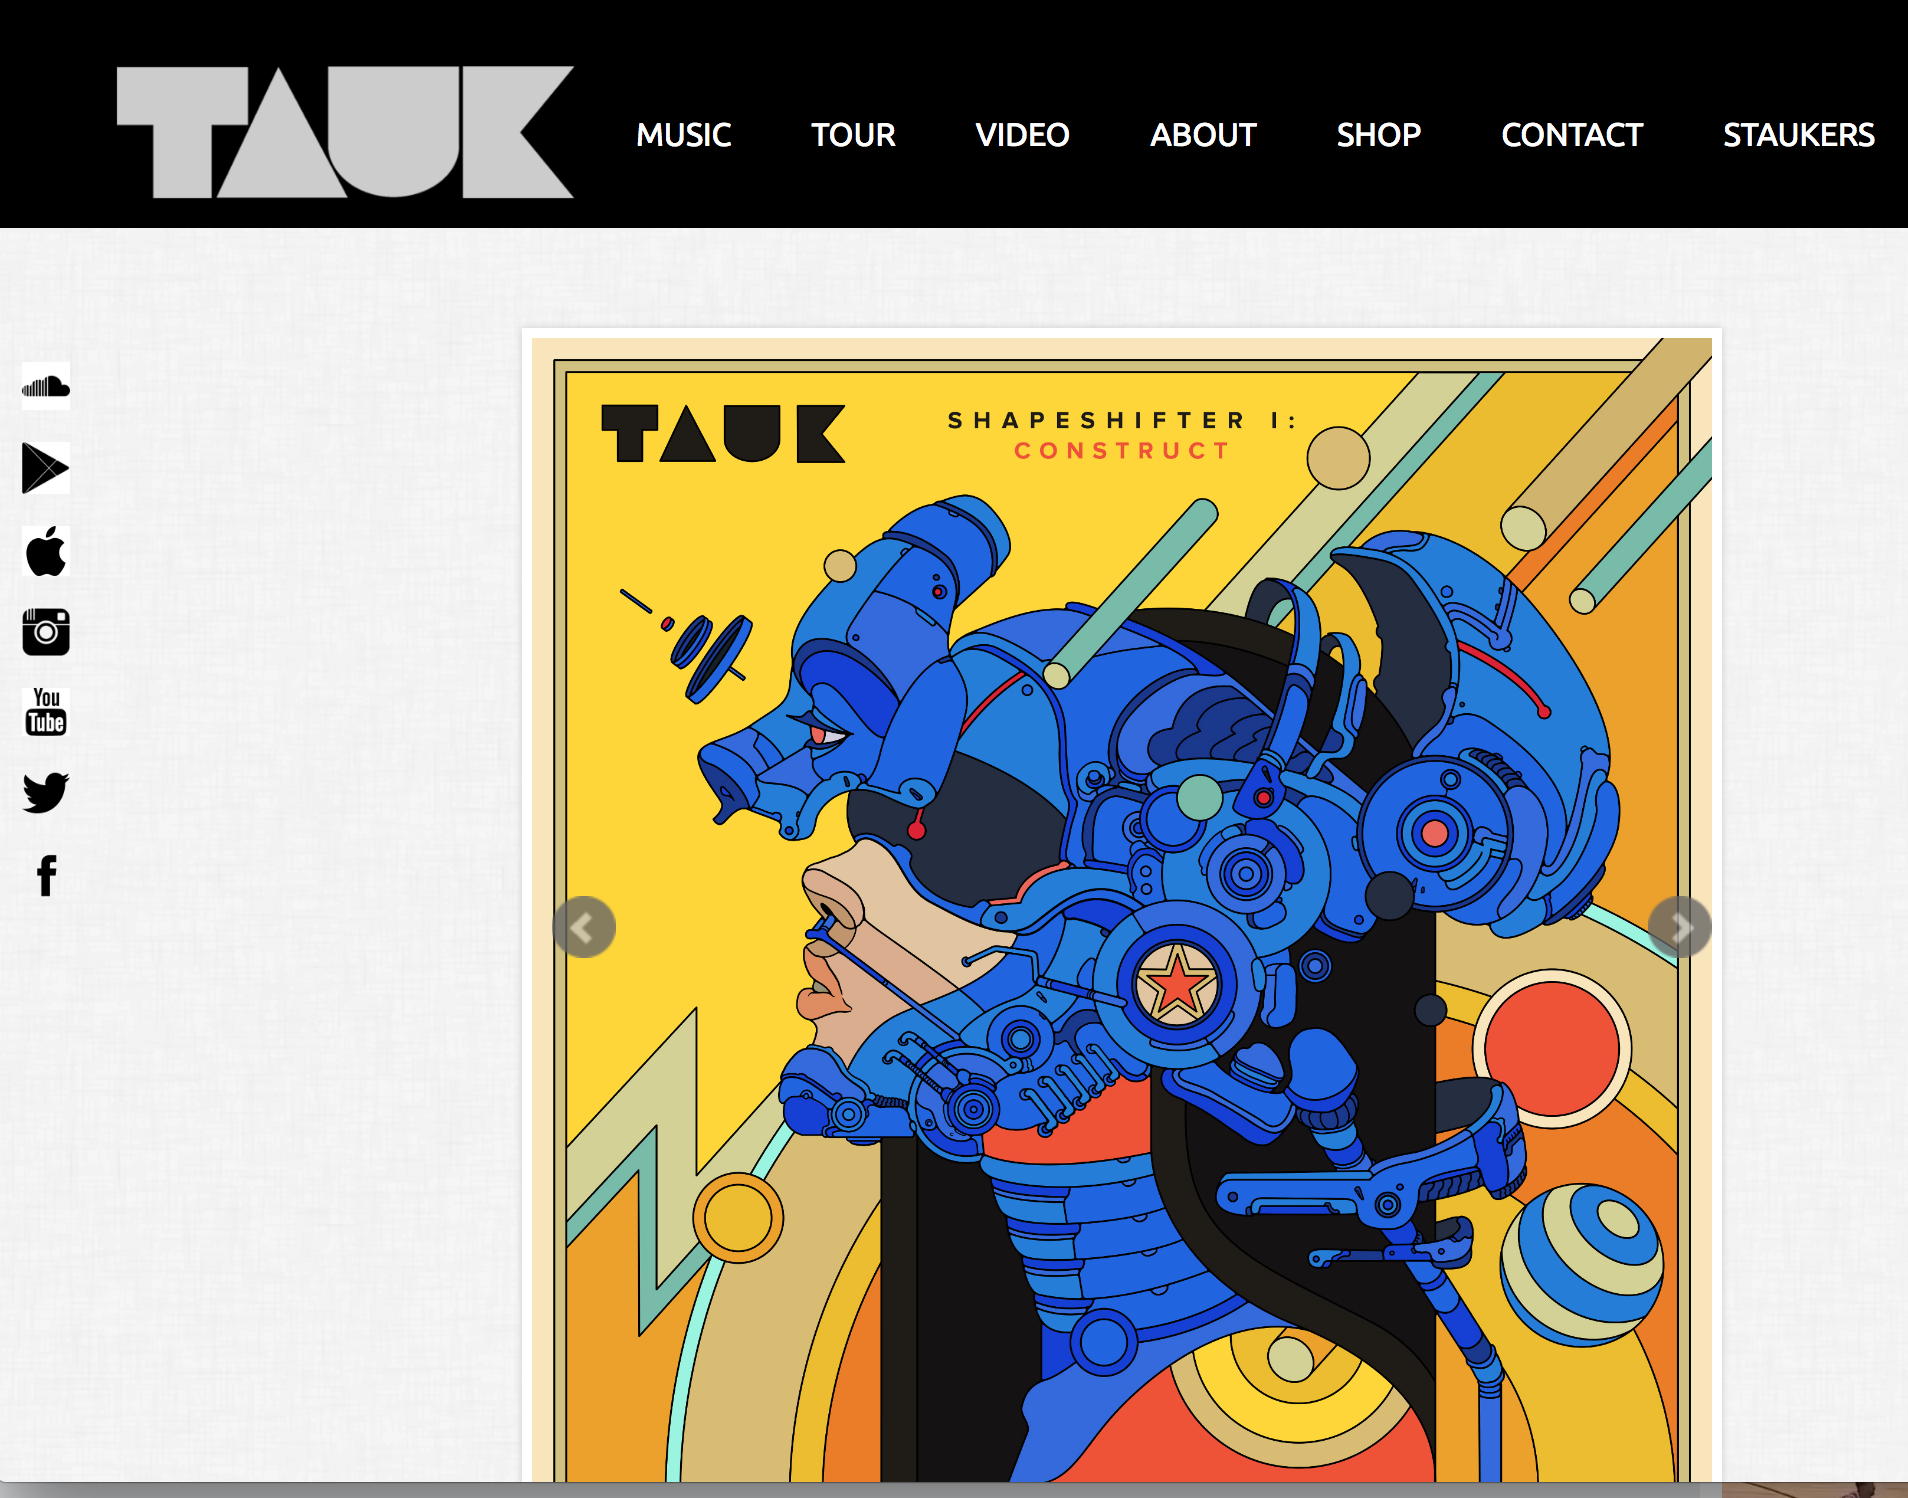 TAUK
MUSIC TOUR VIDEO ABOUT SHOP CONTACT STAUKERS
TAUK
SHAPESHIFTER I:
CONSTRUCT
You
Tube
f